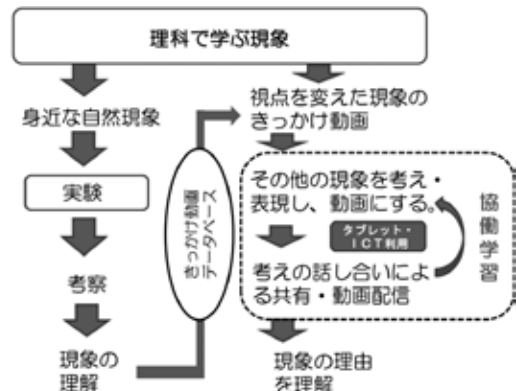 理科で学ぶ現象
身近な自然現象
実験
考察
現象の
理解
きっかけ動画
データベース
視点を変えた現象の
きっかけ動画
その他の現象を考え・
表現し、動画にする。
タブレット・
ICT利用
考えの話し合いによ
る共有・動画配信
協働学習
現象の理由
を理解